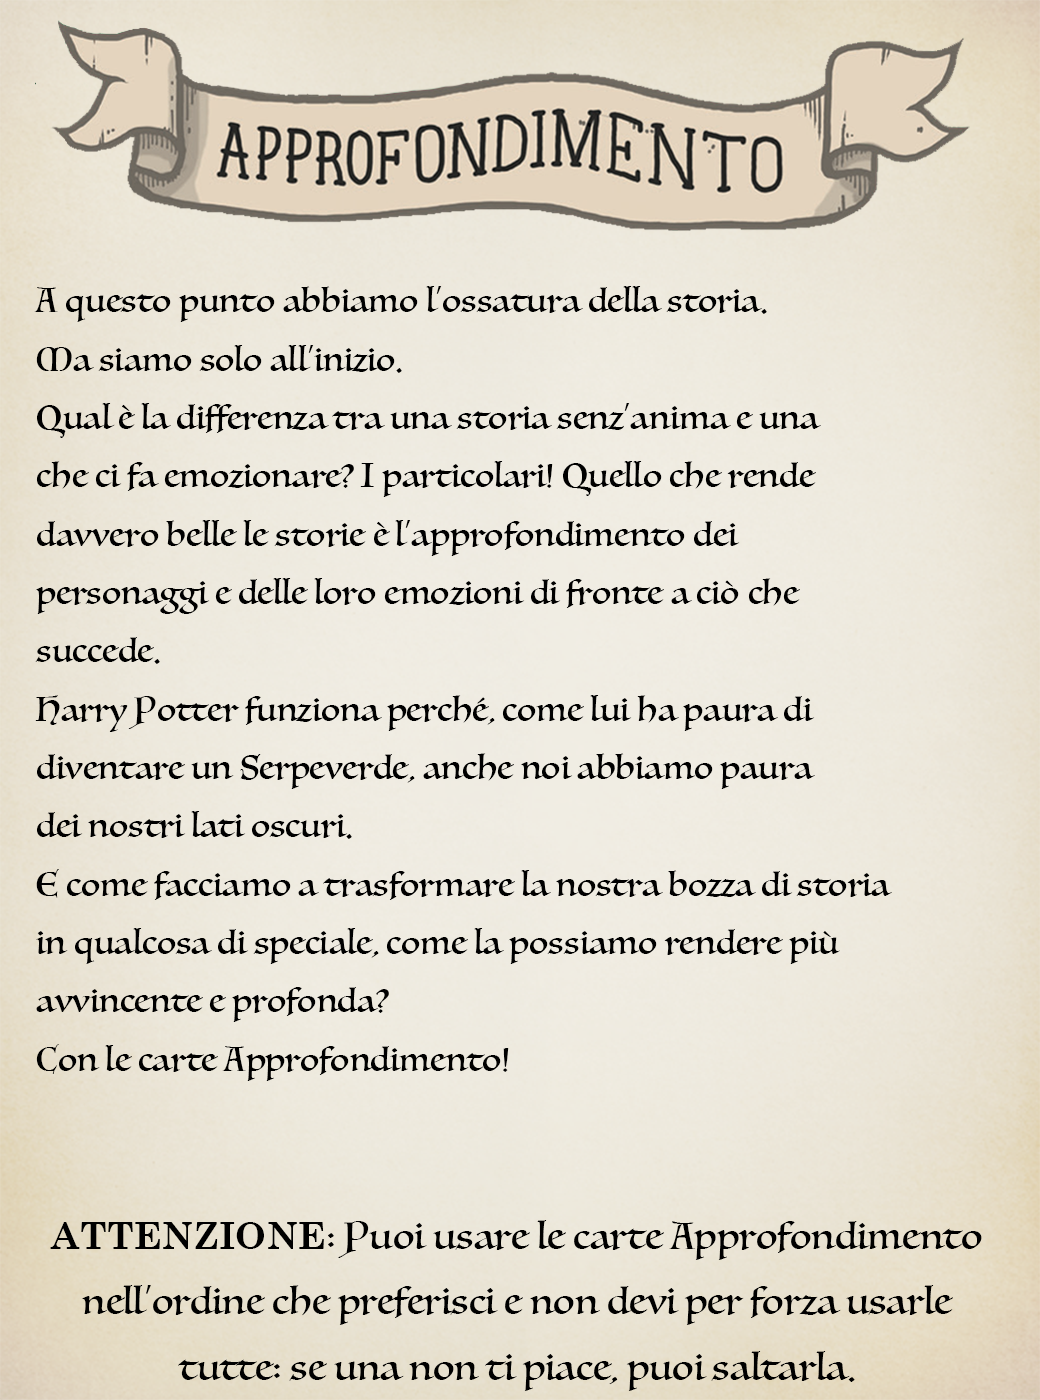 APPROFONDIMENTO
A questo punto abbiamo l'ossatura della storia.
Ma siamo solo all'inizio.
Qual è la differenza tra una storia senz'anima e una
che ci fa emozionare? I particolari! Quello che rende
davvero belle le storie è l'approfondimento dei
personaggi e delle loro emozioni di fronte a ciò che
succede.
Harry Potter funziona perché, come lui ha paura di
diventare un Serpeverde, anche noi abbiamo paura
dei nostri lati oscuri.
E come facciamo a trasformare la nostra bozza di storia
in qualcosa di speciale, come la possiamo rendere più
avvincente e profonda?
Con le carte Approfondimento!
ATTENZIONE: Puoi usare le carte Approfondimento
nell'ordine che preferisci e non devi per forza usarle
tutte: se una non ti piace, puoi saltarla.